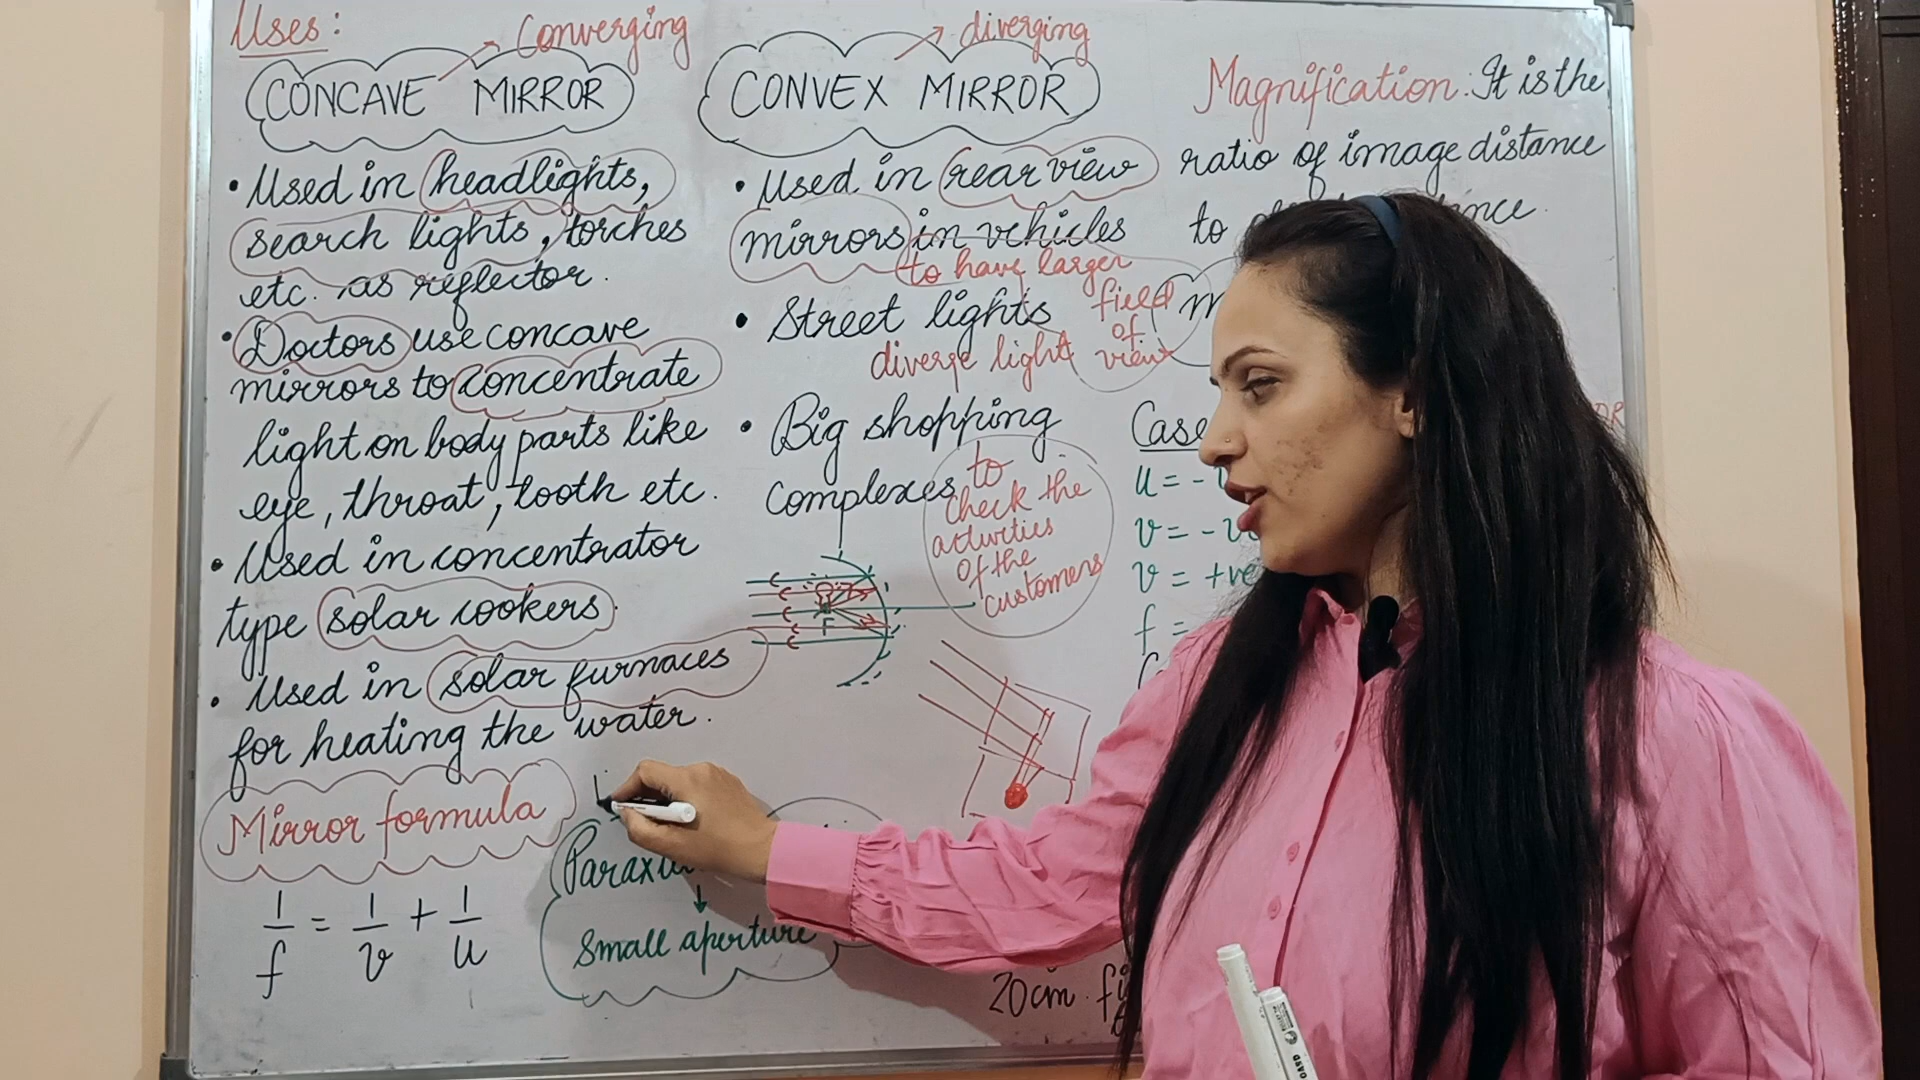 Uses:
Converging
CONCAVE MIRROR
• Used in headlights,
search lights, torches
etc. as reflector.
• Doctors use concave
mirrors to concentrate
light on body parts like
eye, throat, tooth etc.
• Used in concentrator
type solar cookers.
• Used in solar furnaces
for heating the water.
Mirror formula
1/f = 1/v + 1/u
diverging
CONVEX MIRROR
• Used in rear view
mirrors in vehicles
to have larger
field
of
view
• Street lights
diverge light
• Big shopping
complexes
to
check the
activities
of the
customers
F
small aperture
Magnification: It is the
ratio of image distance
to
m
Case
u = -
v = -ve
v = +ve
f =
20cm